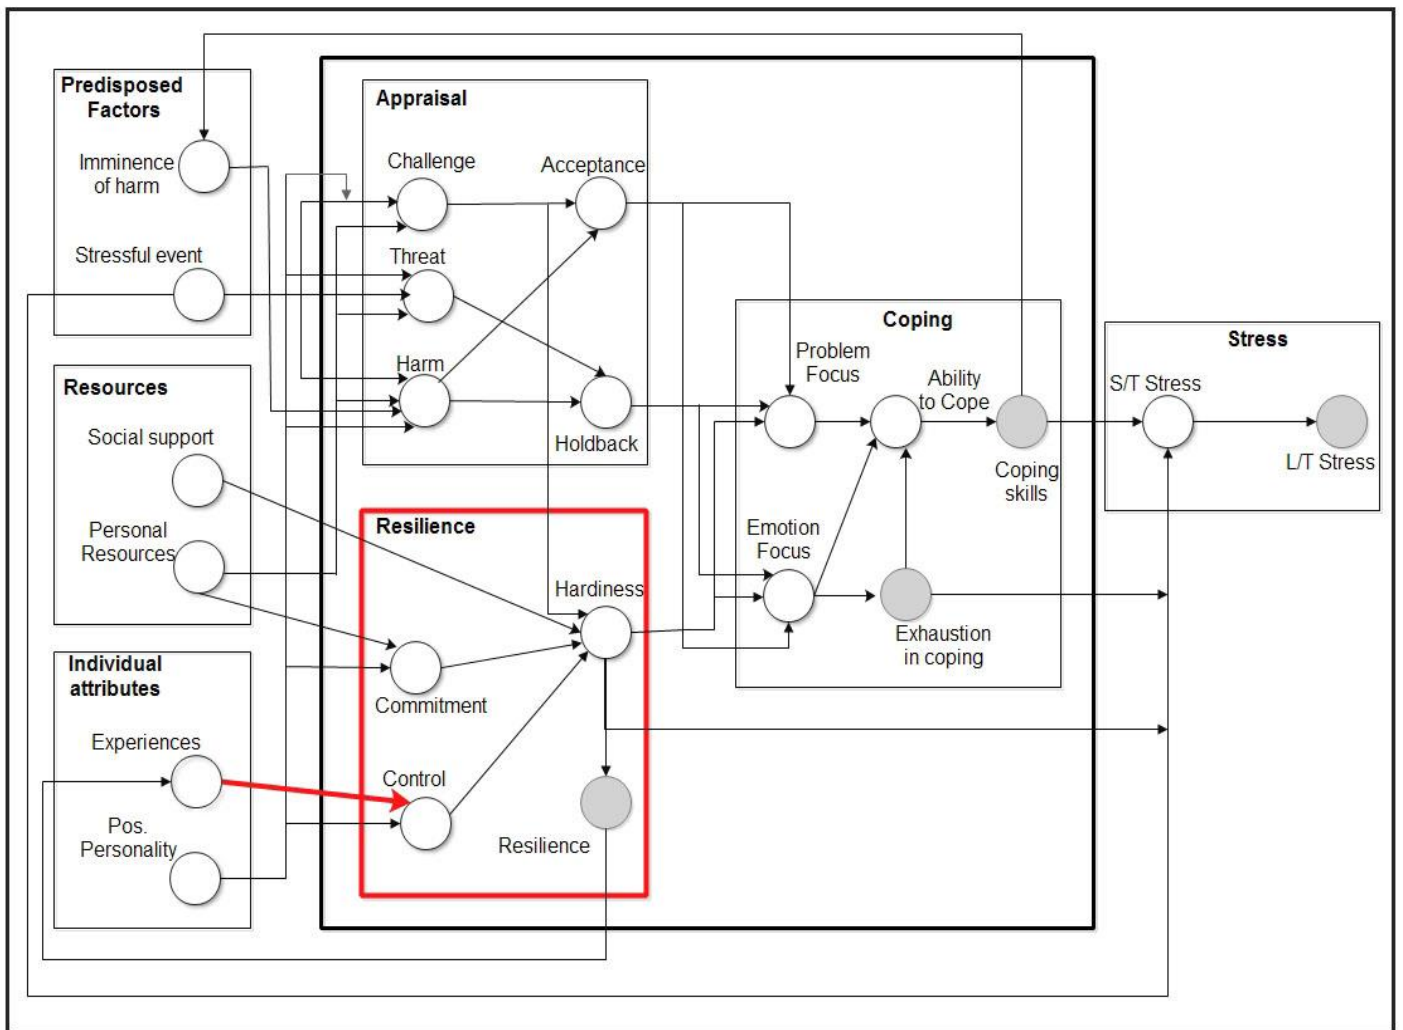 Predisposed
Factors
Imminence
of harm
Stressful event
Resources
Social support
Personal
Resources
Individual
attributes
Experiences
Pos.
Personality
Appraisal
Challenge
Acceptance
Threat
Harm
Holdback
Resilience
Hardiness
Commitment
Control
Resilience
Coping
Problem
Focus
Ability
to Cope
Coping
skills
Emotion
Focus
Exhaustion
in coping
Stress
S/T Stress
L/T Stress